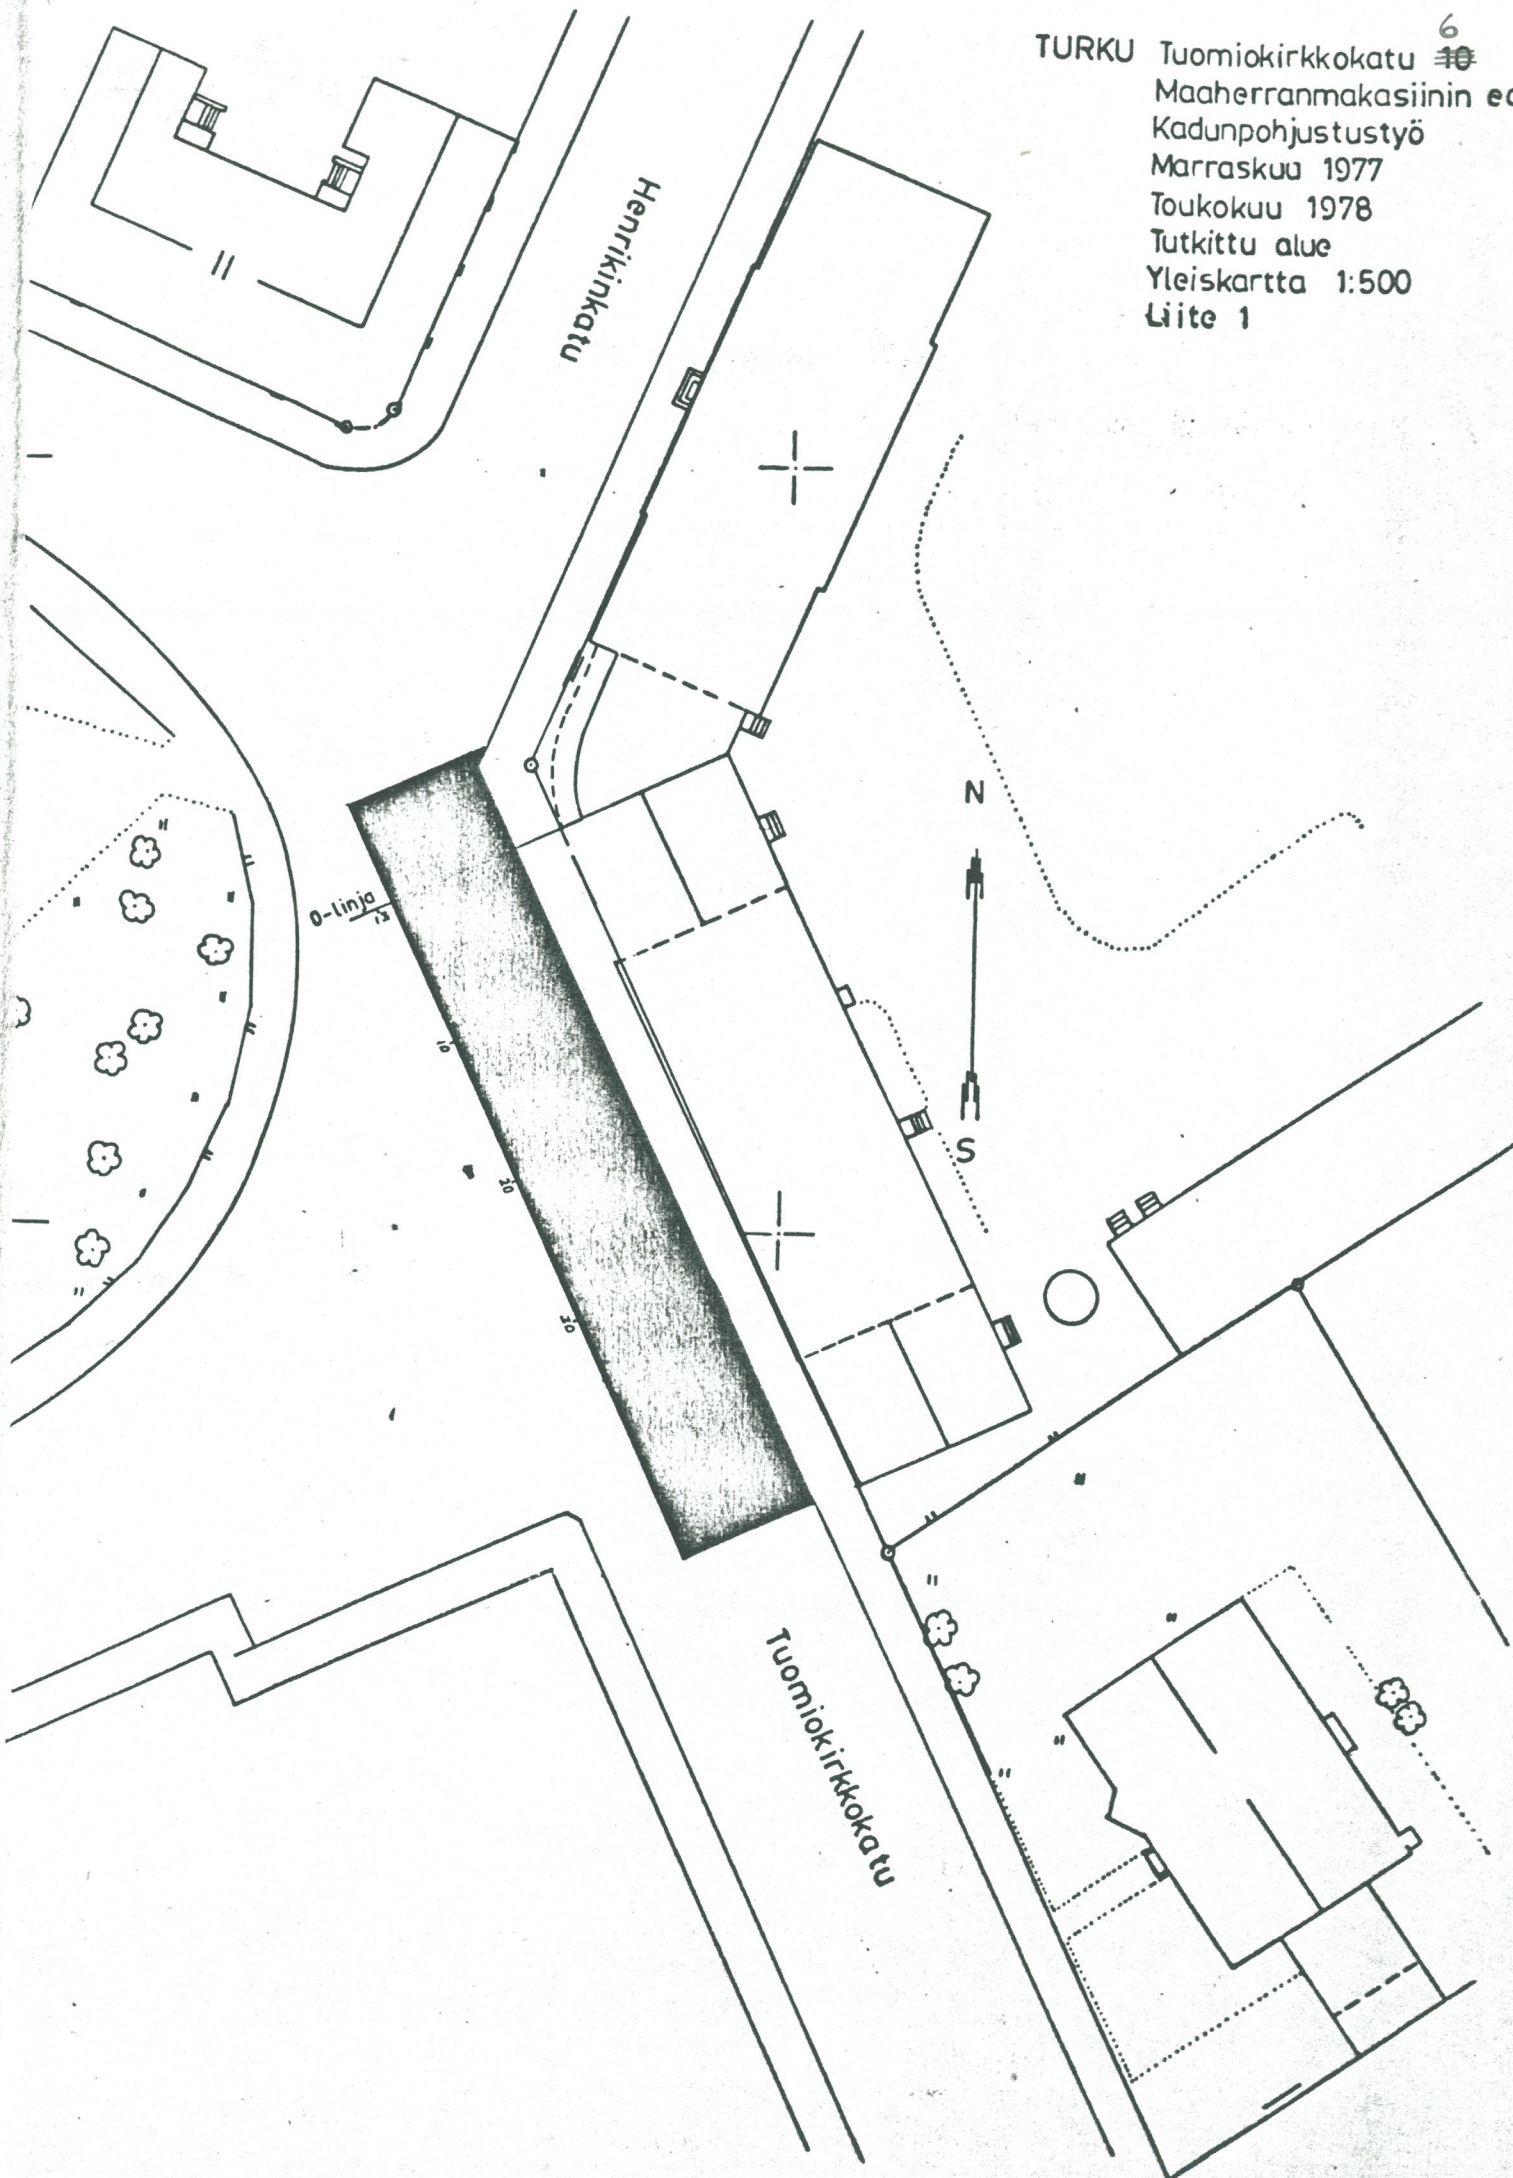 6
TURKU Tuomiokirkkokatu 10
Maaherranmakasiinin
Kadunpohjustustyö
Marraskuu 1977
Toukokuu 1978
Tutkittu alue
Yleiskartta 1:500
Liite 1
Henrikinkatu
N
0-linja
10
20
S
30
Tuomiokirkkokatu